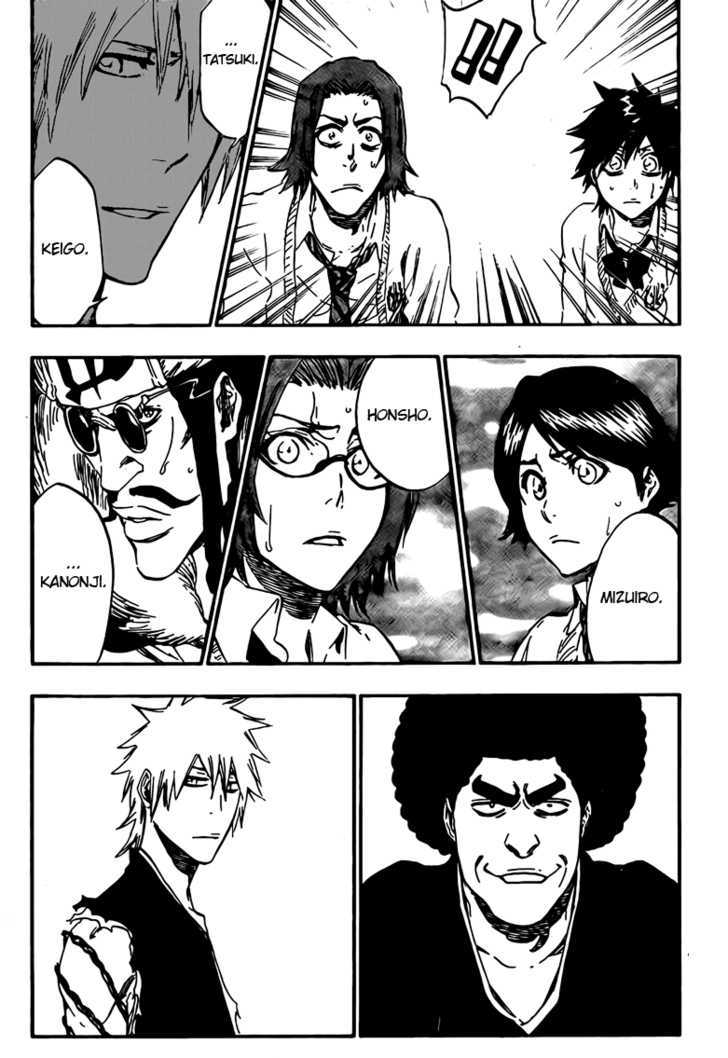 !!
...
TATSUKI.
KEIGO.
MIZUIRO.
HONSHO.
...
KANONJI.